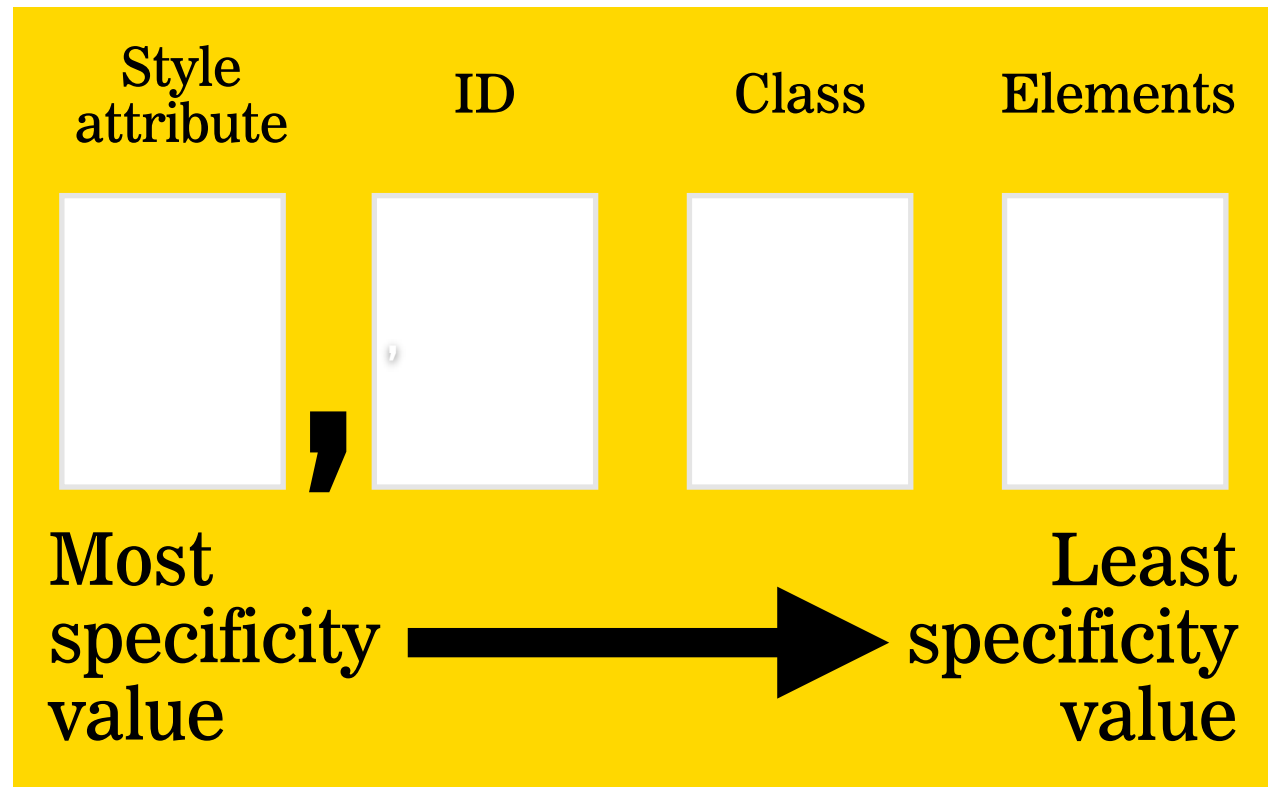 Style
attribute
ID
Class
Elements
,
,
Most
specificity
value
Least
specificity
value